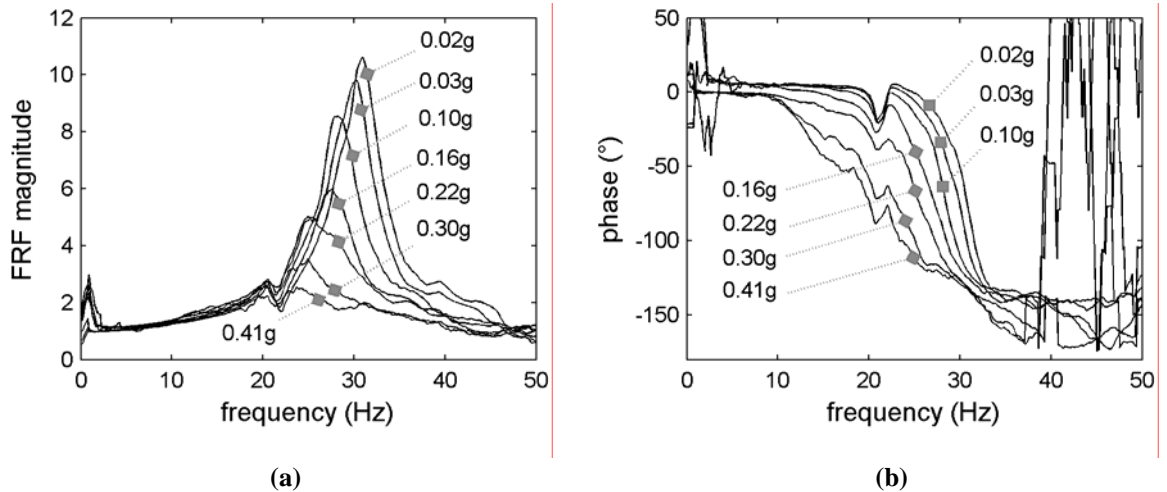 12
10
8
6
4
2
0
FRF magnitude
0.02g
0.03g
0.10g
0.16g
0.22g
0.30g
0.41g
0 10 20 30 40 50
frequency (Hz)
(a)
50
0
-50
-100
-150
phase (°)
0.02g
0.03g
0.10g
0.16g
0.22g
0.30g
0.41g
0 10 20 30 40 50
frequency (Hz)
(b)